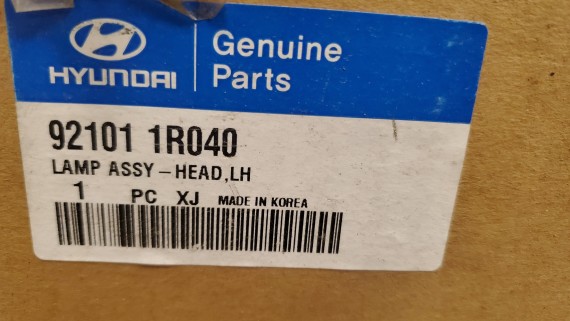 HYUNDAI
Genuine
Parts
92101 1R040
LAMP ASSY-HEAD,LH
1 PC XJ MADE IN KOREA